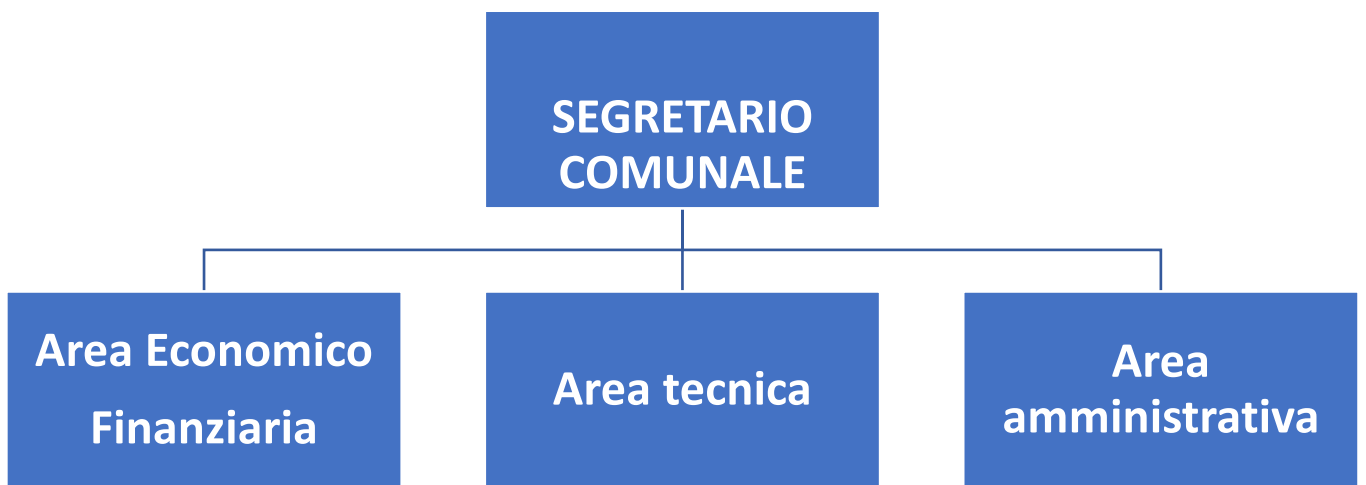 SEGRETARIO
COMUNALE
Area Economico
Finanziaria
Area tecnica
Area
amministrativa